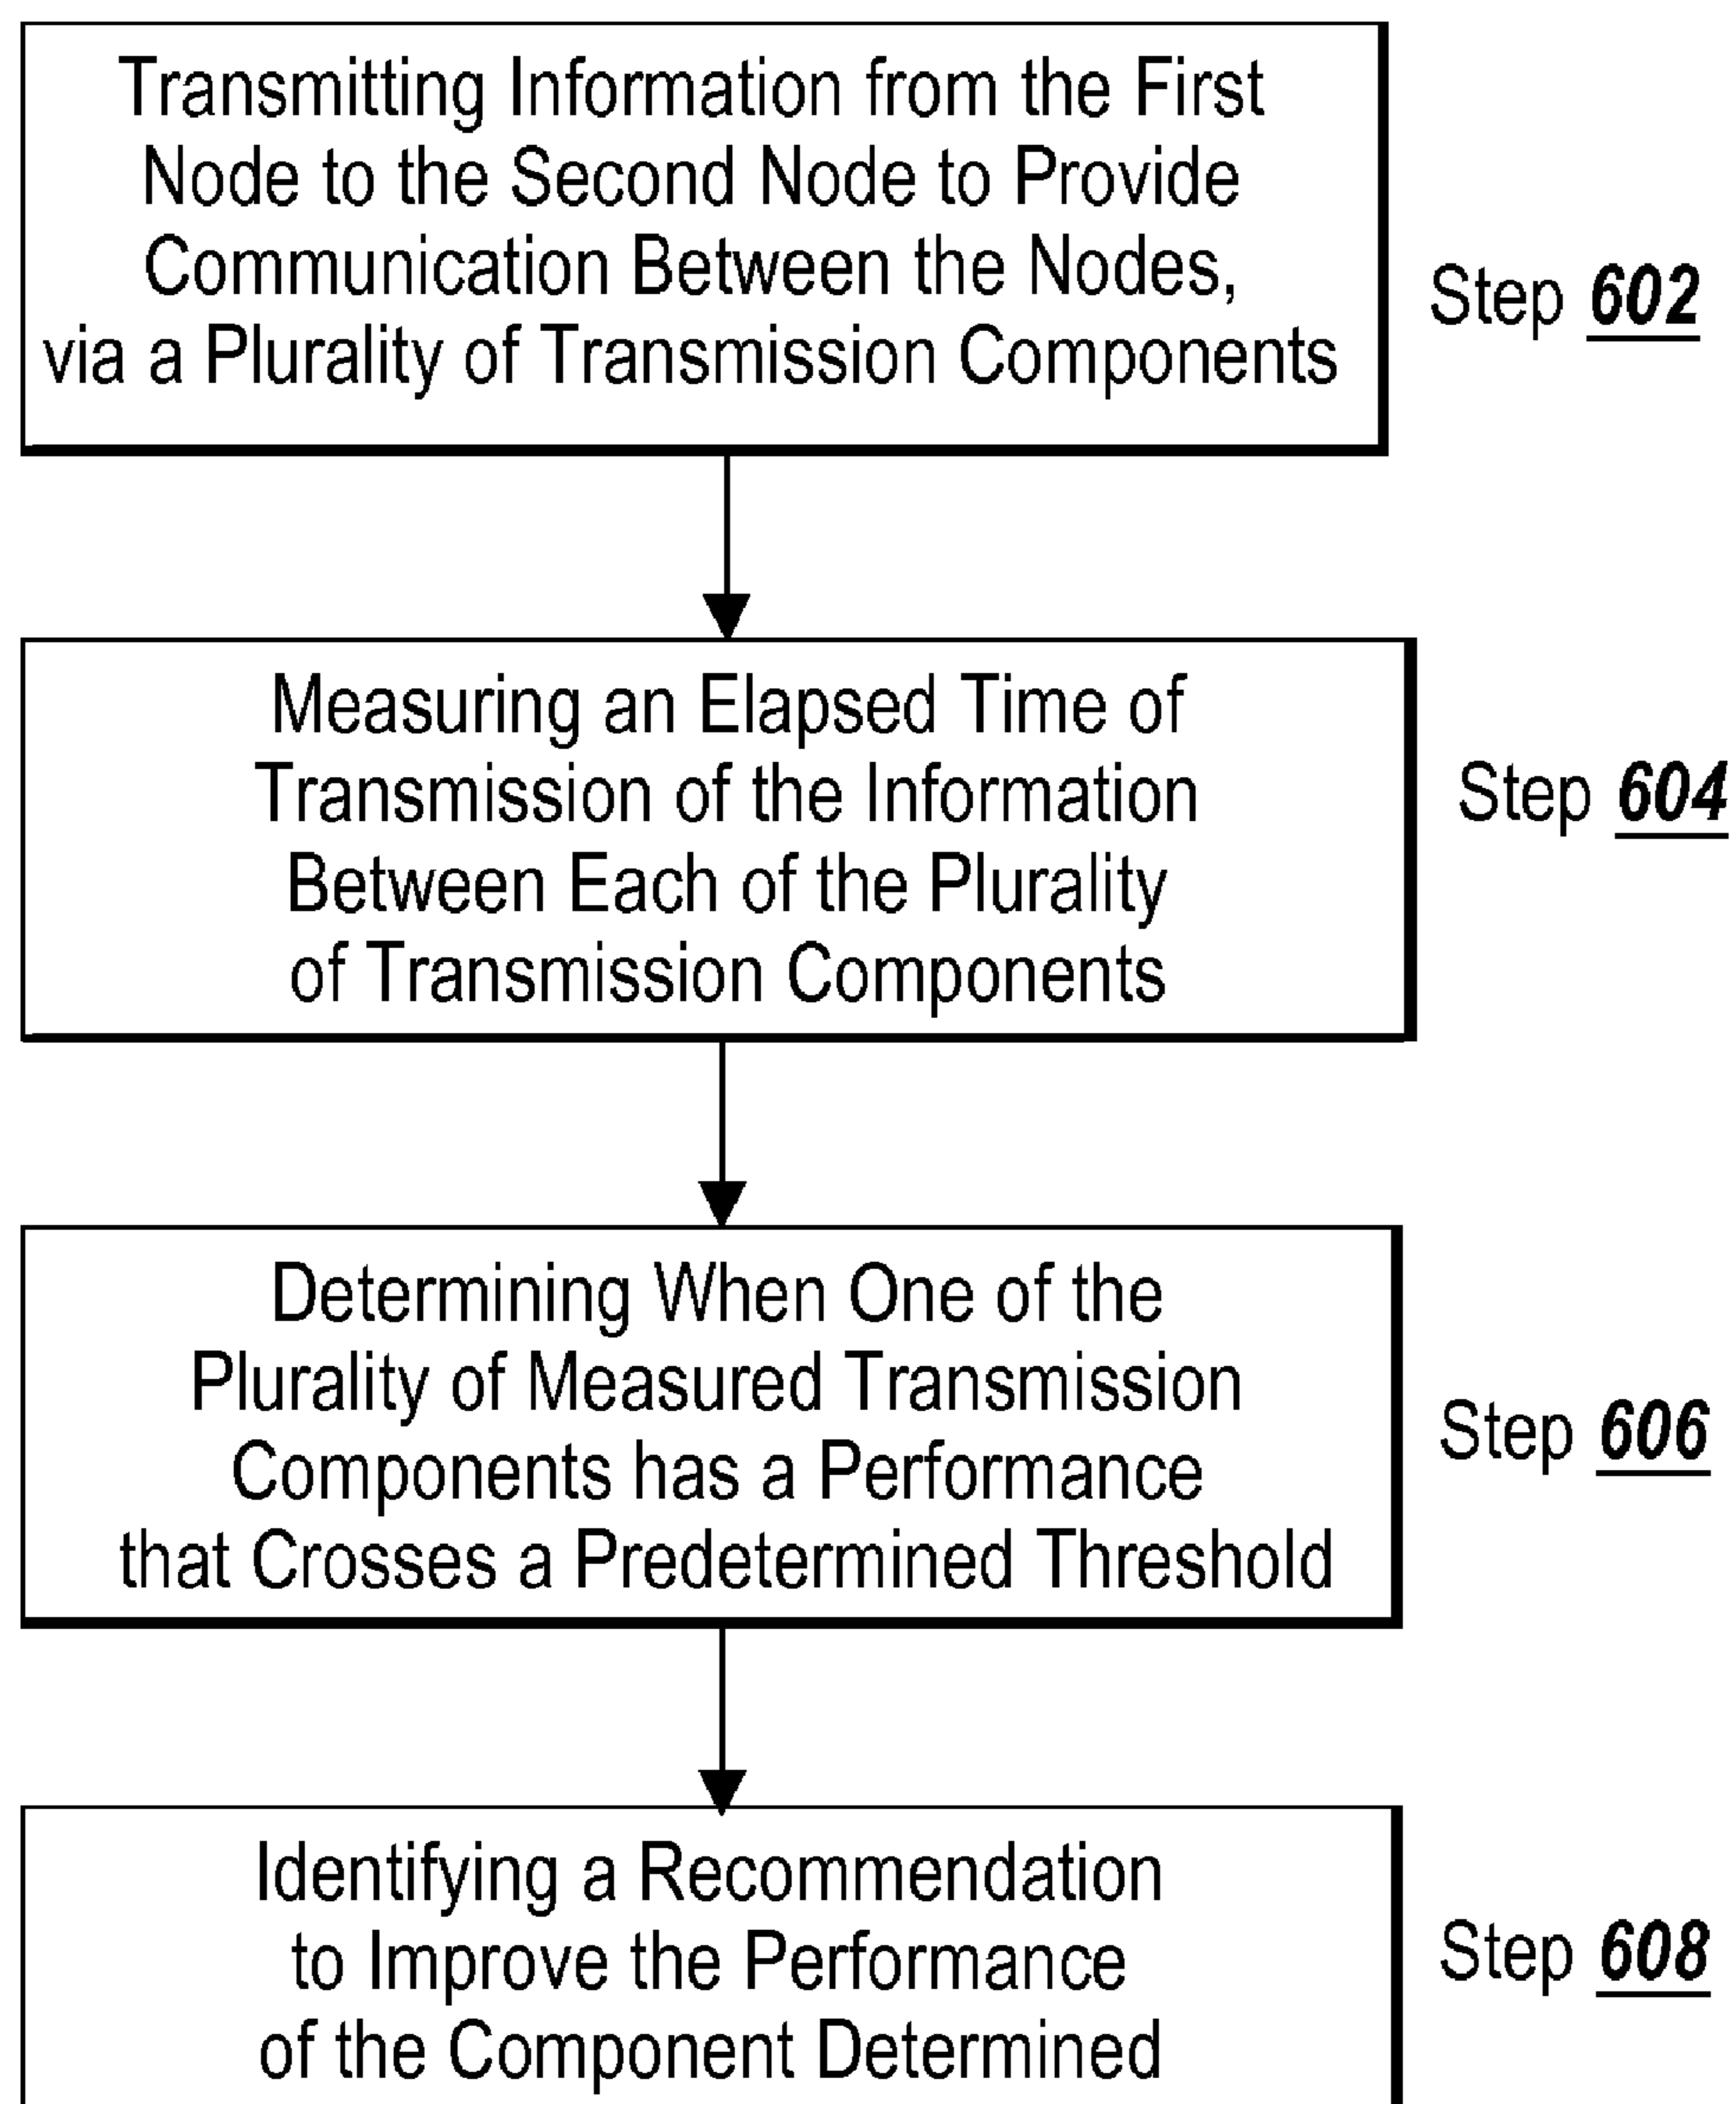 Transmitting Information from the First
Node to the Second Node to Provide
Communication Between the Nodes,
via a Plurality of Transmission Components
Step 602
Measuring an Elapsed Time of
Transmission of the Information
Between Each of the Plurality
of Transmission Components
Step 604
Determining When One of the
Plurality of Measured Transmission
Components has a Performance
that Crosses a Predetermined Threshold
Step 606
Identifying a Recommendation
to Improve the Performance
of the Component Determined
Step 608